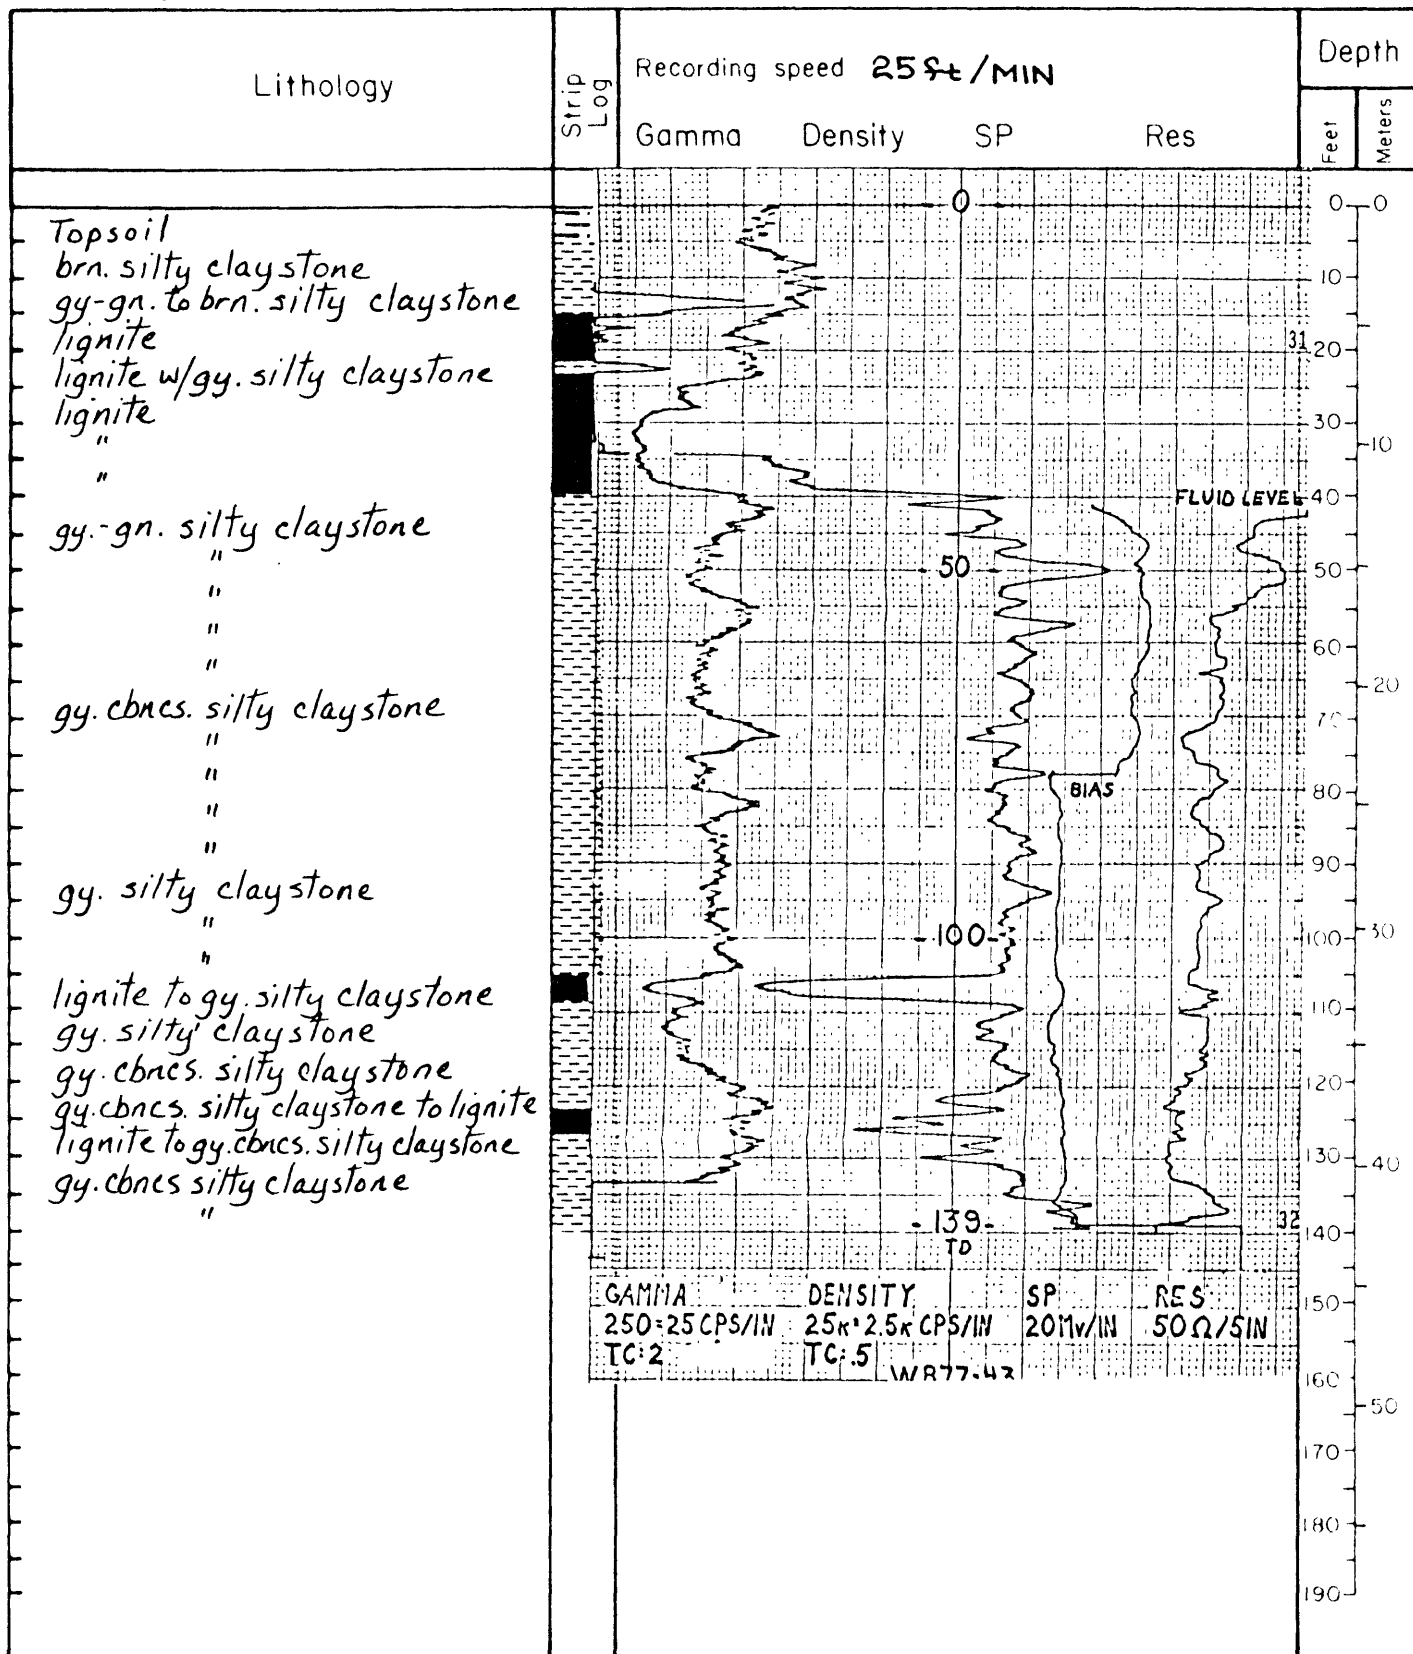 Lithology
Strip Log
Recording speed 25 ft/MIN
Gamma Density SP Res
Depth
Feet Meters
Topsoil
brn. silty claystone
gy-gn. to brn. silty claystone
lignite
lignite w/gy. silty claystone
lignite
"
"
gy.-gn. silty claystone
"
"
"
"
gy. cbncs. silty claystone
"
"
"
"
gy. silty claystone
"
"
lignite to gy. silty claystone
gy. silty claystone
gy. cbncs. silty claystone
gy. cbncs. silty claystone to lignite
lignite to gy. cbncs. silty claystone
gy. cbncs silty claystone
"
0
50
100
139
TD
31
FLUID LEVEL
BIAS
32
GAMMA DENSITY SP RES
250=25 CPS/IN 25K=2.5K CPS/IN 20Mv/IN 50Ω/5IN
TC:2 TC:.5
W877-43
0
10
20
30
40
50
60
70
80
90
100
110
120
130
140
150
160
170
180
190
0
10
20
30
40
50